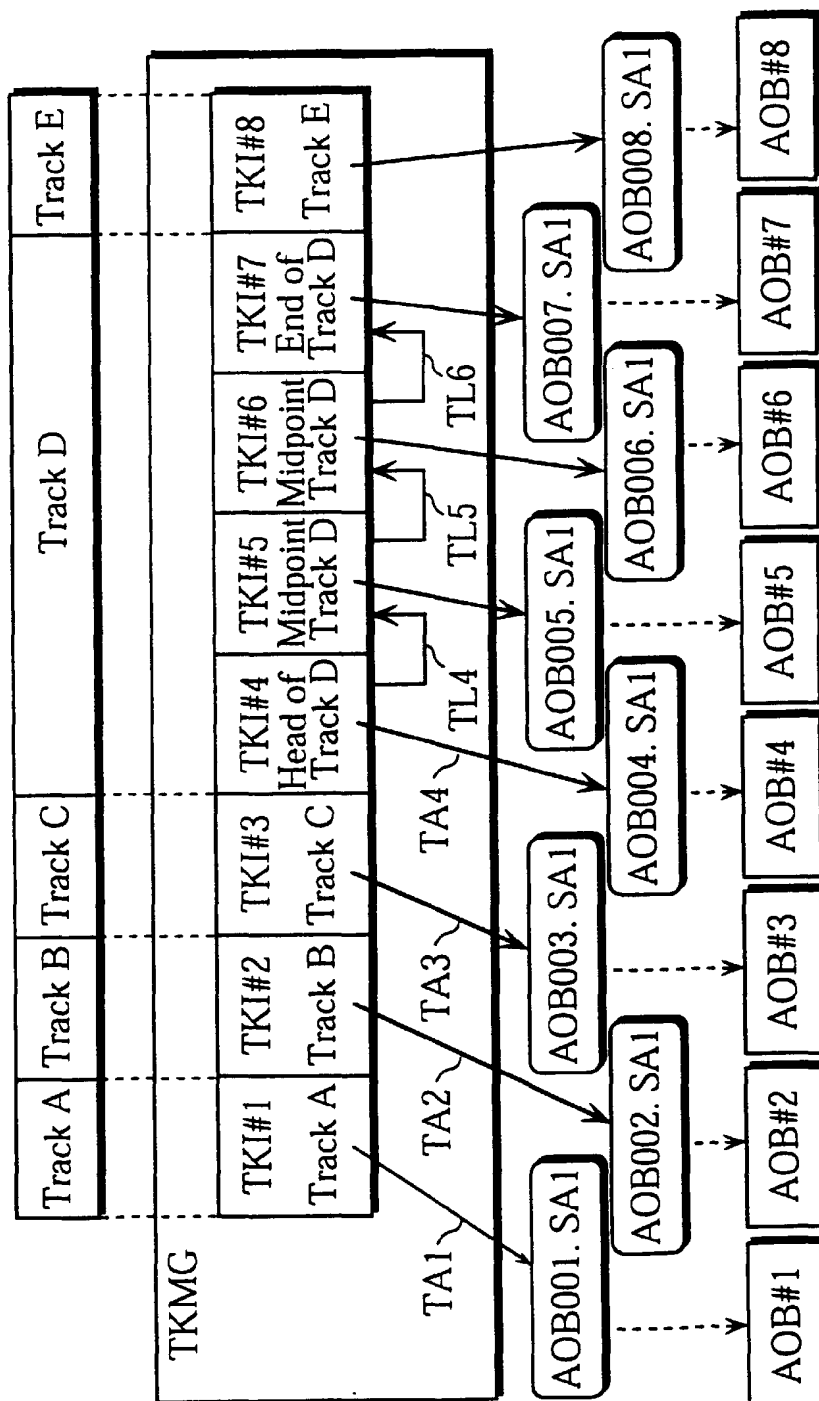 Track A
Track B
Track C
Track D
Track E
TKMG
TKI#1
Track A
TKI#2
Track B
TKI#3
Track C
TKI#4
Head of
Track D
TKI#5
Midpoint
Track D
TKI#6
Midpoint
Track D
TKI#7
End of
Track D
TKI#8
Track E
TL4
TL5
TL6
TA1
TA2
TA3
TA4
AOB001. SA1
AOB003. SA1
AOB005. SA1
AOB007. SA1
AOB002. SA1
AOB004. SA1
AOB006. SA1
AOB008. SA1
AOB#1
AOB#2
AOB#3
AOB#4
AOB#5
AOB#6
AOB#7
AOB#8